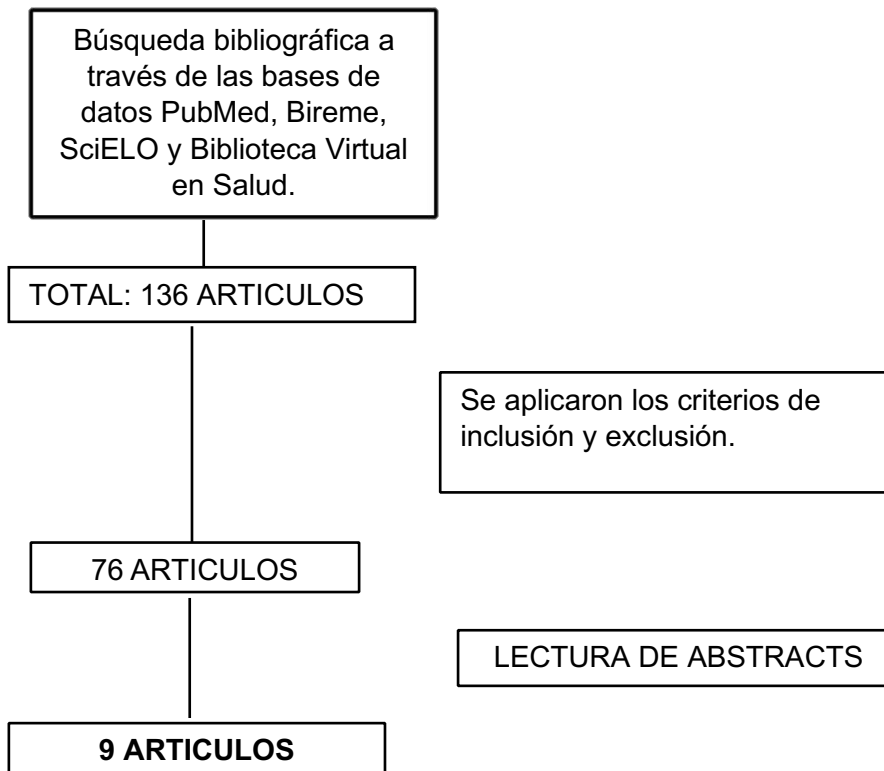 Búsqueda bibliográfica a
través de las bases de
datos PubMed, Bireme,
SciELO y Biblioteca Virtual
en Salud.
TOTAL: 136 ARTICULOS
Se aplicaron los criterios de
inclusión y exclusión.
76 ARTICULOS
LECTURA DE ABSTRACTS
9 ARTICULOS